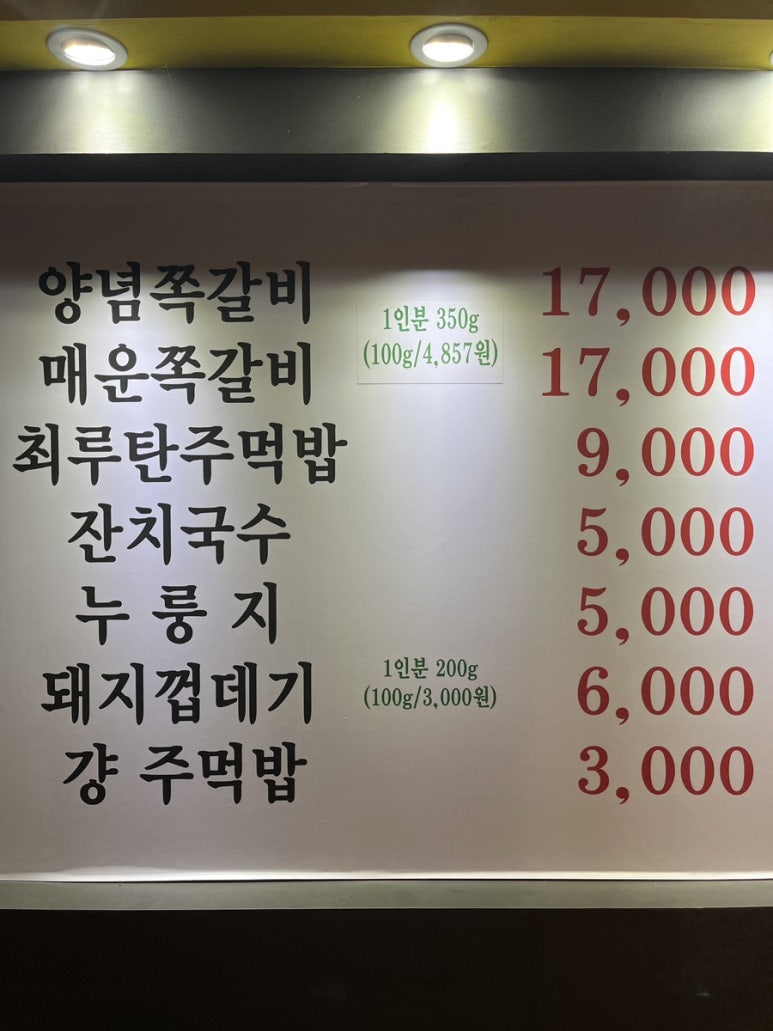 양념쪽갈비 17,000
1인분 350g
(100g/4,857원)
매운쪽갈비 17,000
최루탄주먹밥 9,000
잔치국수 5,000
누룽지 5,000
돼지껍데기 1인분 200g 6,000
(100g/3,000원)
걍 주먹밥 3,000